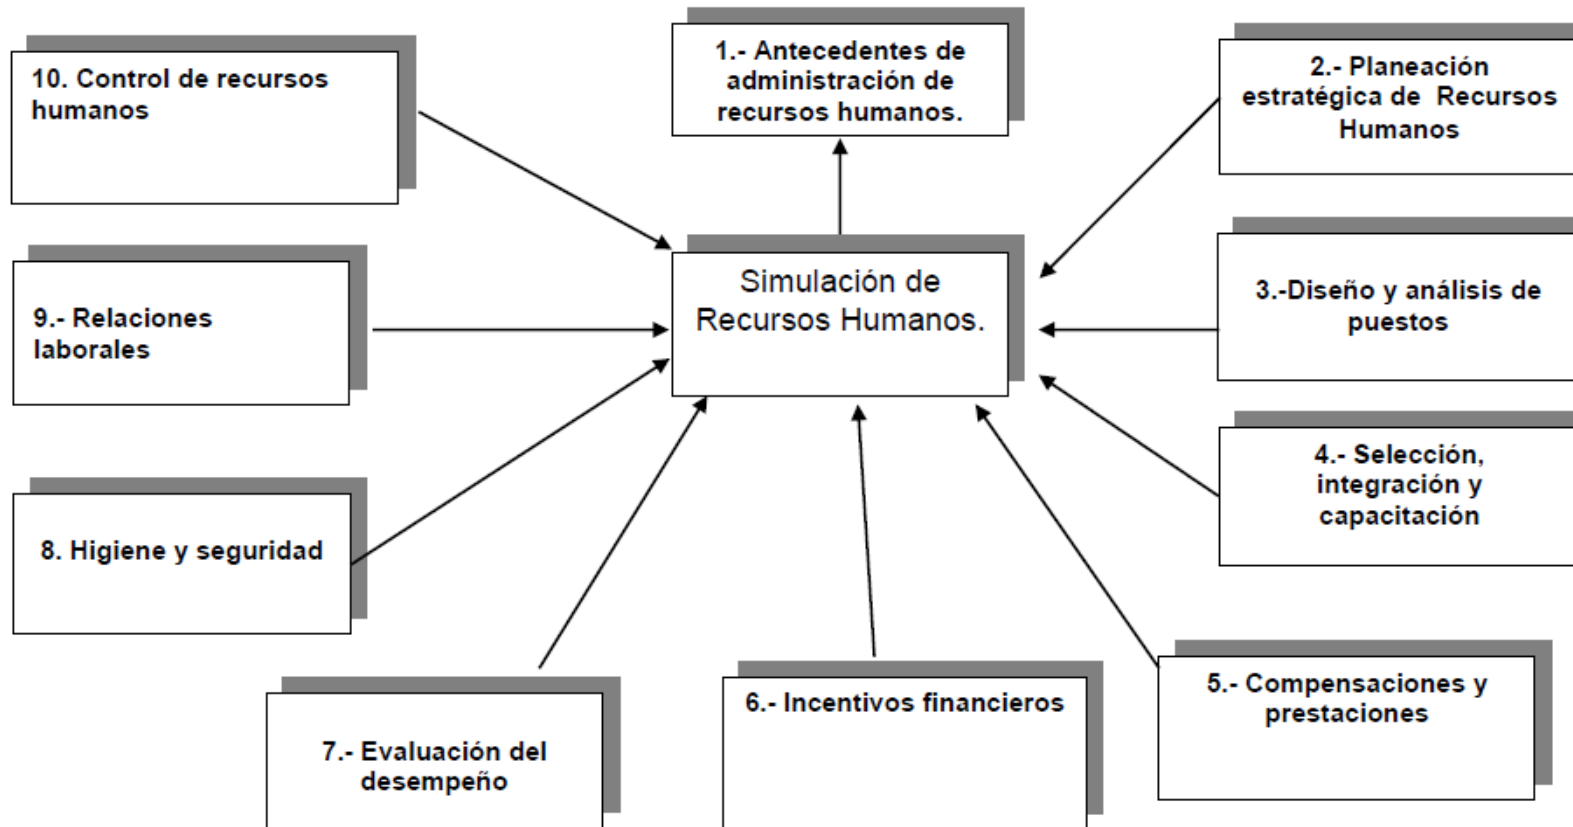 1.- Antecedentes de
administración de
recursos humanos.
2.- Planeación
estratégica de Recursos
Humanos
3.-Diseño y análisis de
puestos
4.- Selección,
integración y
capacitación
5.- Compensaciones y
prestaciones
6.- Incentivos financieros
7.- Evaluación del
desempeño
8. Higiene y seguridad
9.- Relaciones
laborales
10. Control de recursos
humanos
Simulación de
Recursos Humanos.